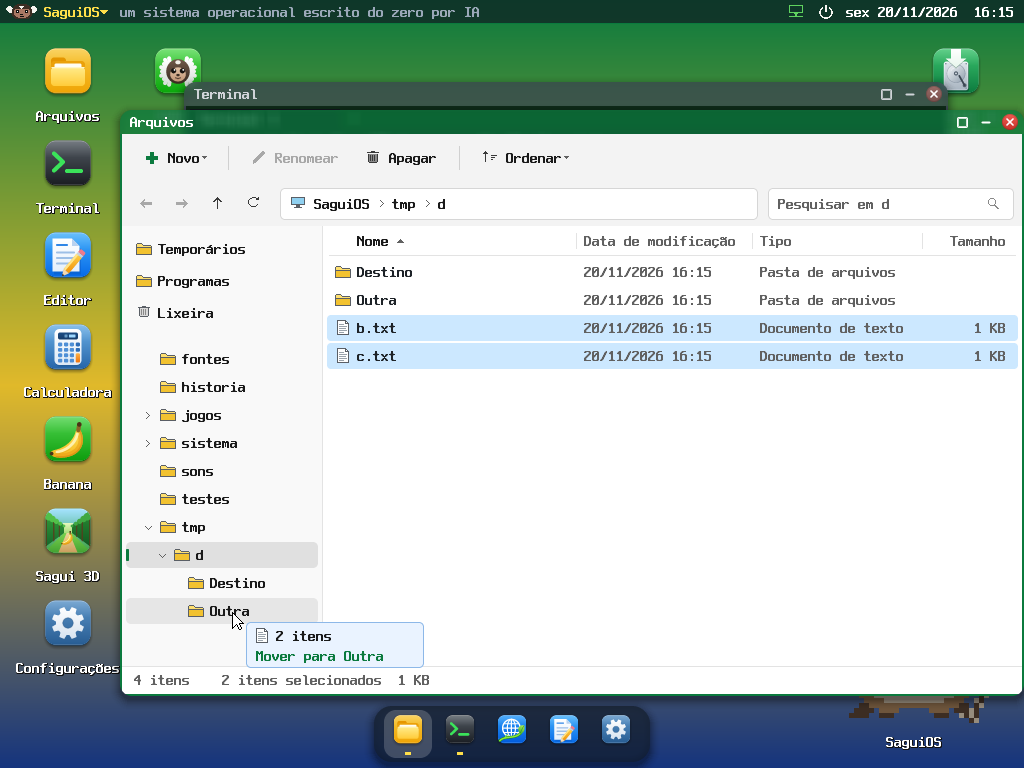 SaguiOS um sistema operacional escrito do zero por IA sex 20/11/2026 16:15
Arquivos
Terminal
Editor
Calculadora
Banana
Sagui 3D
Configurações
Terminal
Arquivos
Novo Renomear Apagar Ordenar
SaguiOS > tmp > d Pesquisar em d
Temporários
Programas
Lixeira
fontes
historia
jogos
sistema
sons
testes
tmp
d
Destino
Outra
Nome Data de modificação Tipo Tamanho
Destino 20/11/2026 16:15 Pasta de arquivos
Outra 20/11/2026 16:15 Pasta de arquivos
b.txt 20/11/2026 16:15 Documento de texto 1 KB
c.txt 20/11/2026 16:15 Documento de texto 1 KB
2 itens
Mover para Outra
4 itens 2 itens selecionados 1 KB
SaguiOS